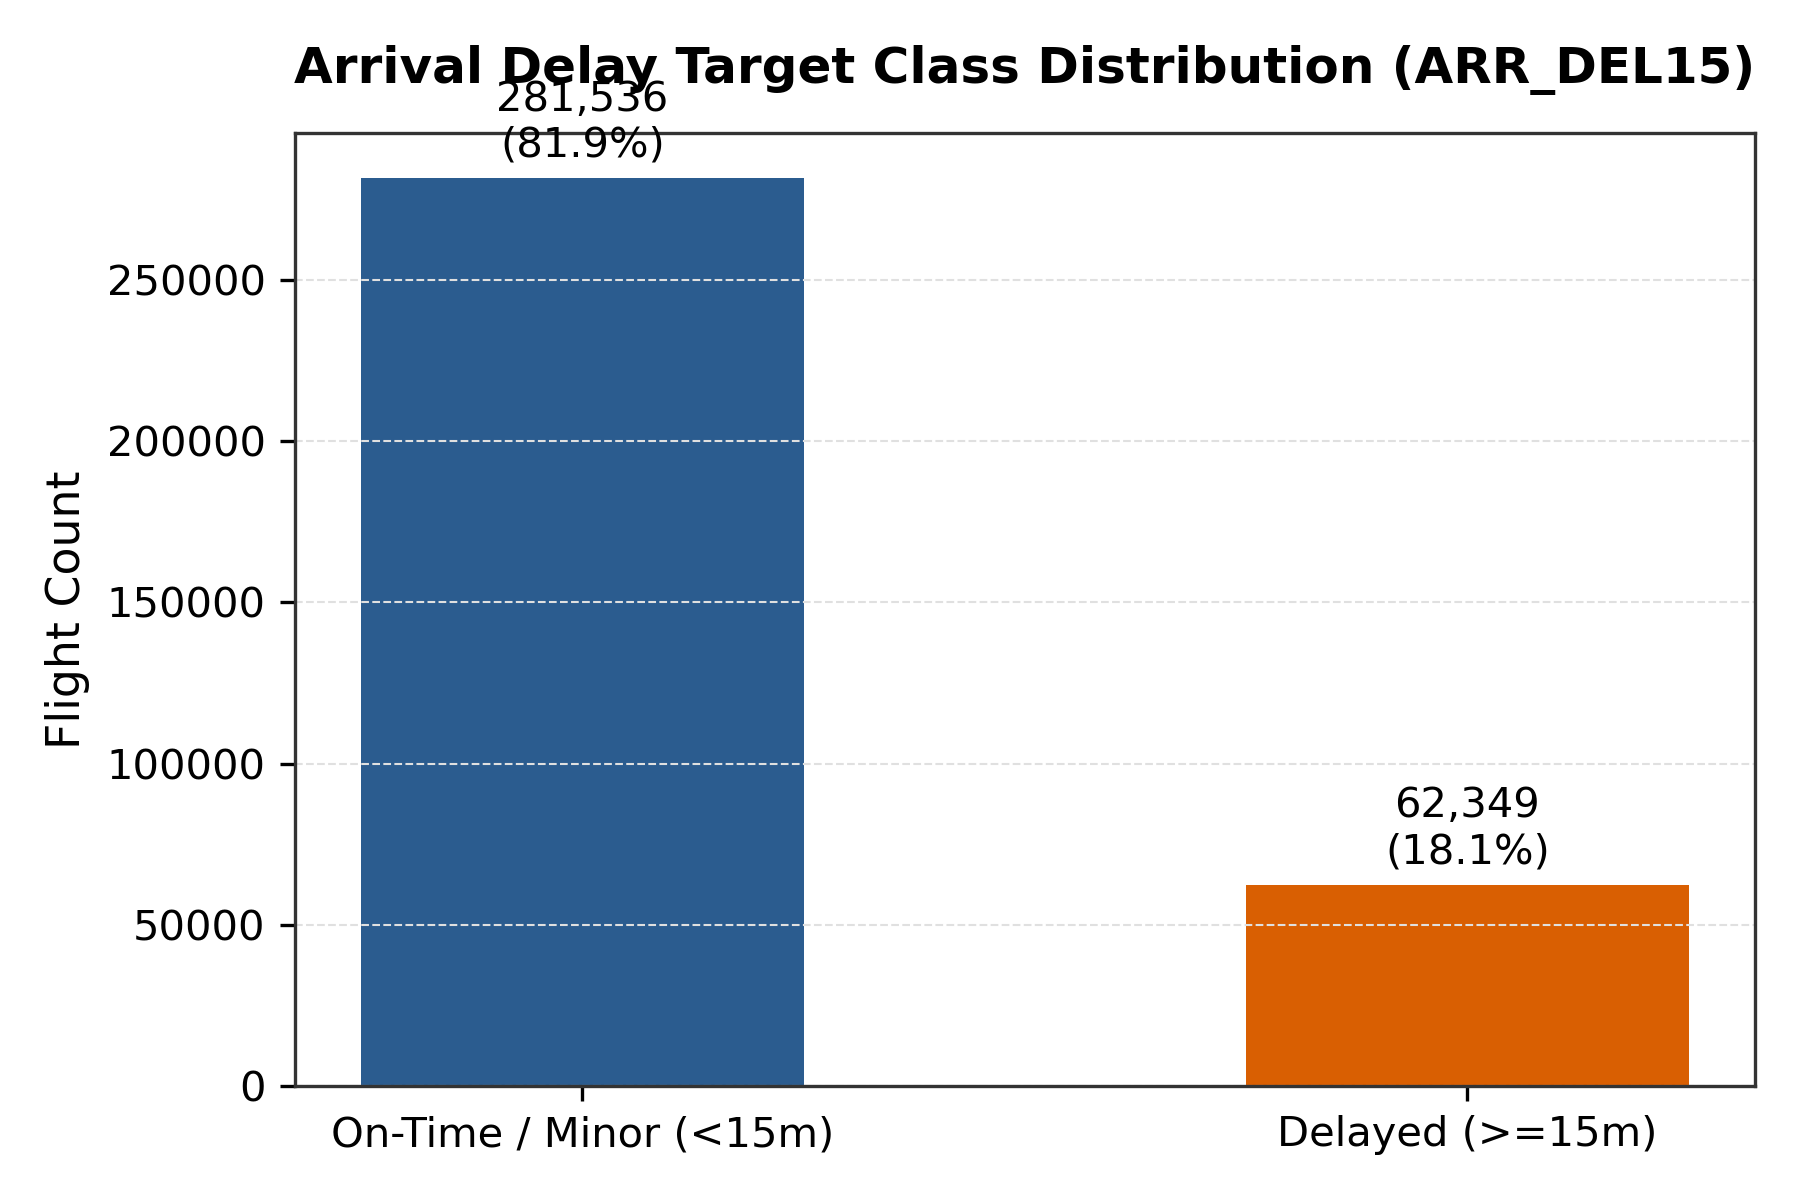 Arrival Delay Target Class Distribution (ARR_DEL15)
281,536
(81.9%)
250000
200000
150000
100000
50000
0
Flight Count
62,349
(18.1%)
On-Time / Minor (<15m)
Delayed (>=15m)